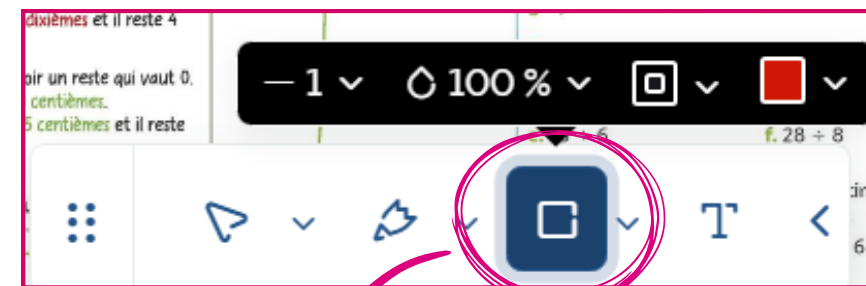 dixièmes et il reste 4
oir un reste qui vaut 0.
centièmes.
5 centièmes et il reste
1
100 %
6
f. 28 ÷ 8
T
6